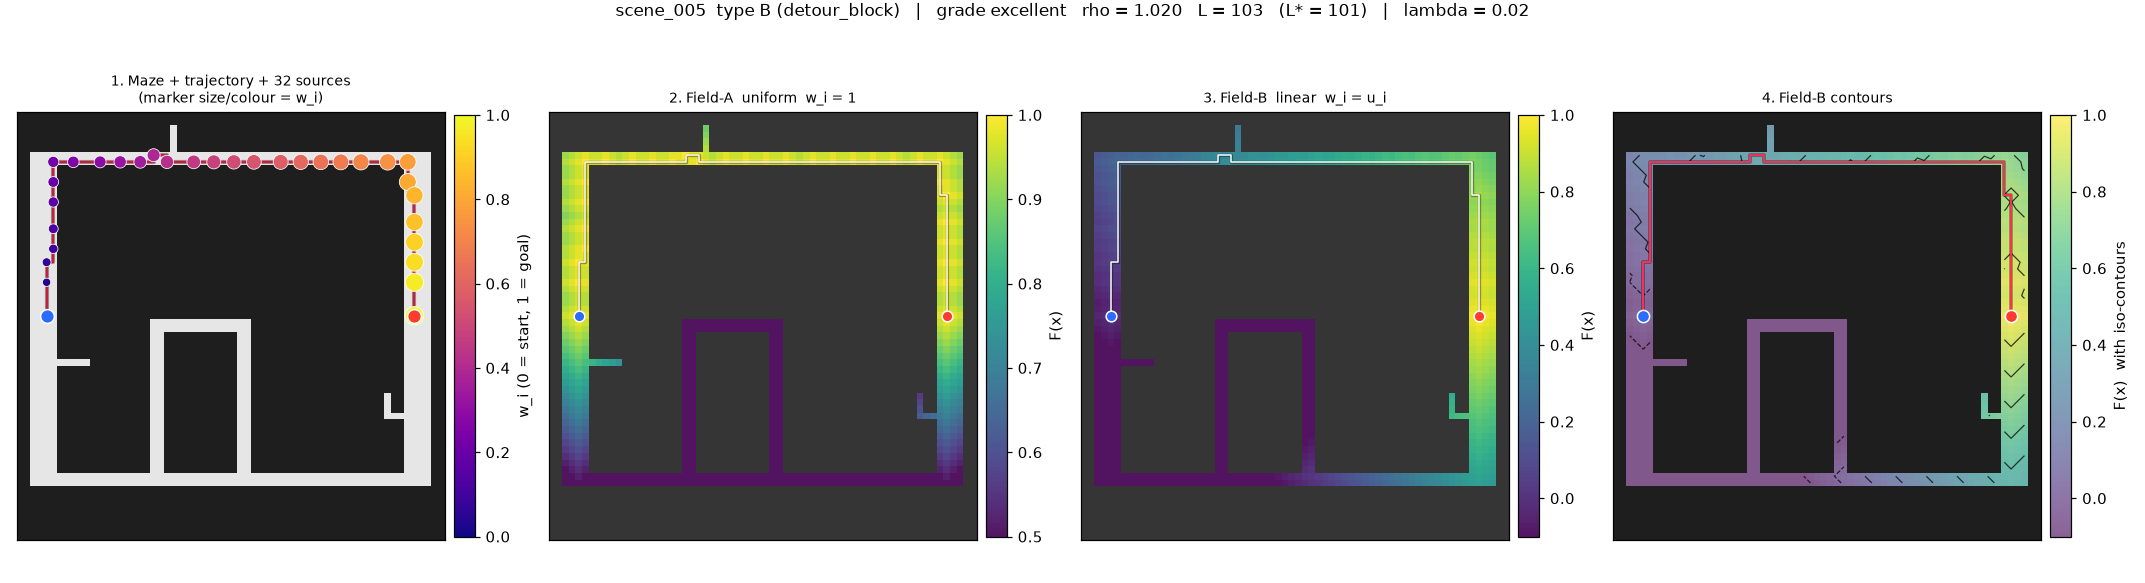 scene_005  type B (detour_block)   |   grade excellent   rho = 1.020   L = 103   (L* = 101)   |   lambda = 0.02
1. Maze + trajectory + 32 sources
(marker size/colour = w_i)
1.0
0.8
0.6
0.4
0.2
0.0
w_i (0 = start, 1 = goal)
2. Field-A  uniform  w_i = 1
1.0
0.9
0.8
0.7
0.6
0.5
F(x)
3. Field-B  linear  w_i = u_i
1.0
0.8
0.6
0.4
0.2
0.0
F(x)
4. Field-B contours
1.0
0.8
0.6
0.4
0.2
0.0
F(x)  with iso-contours